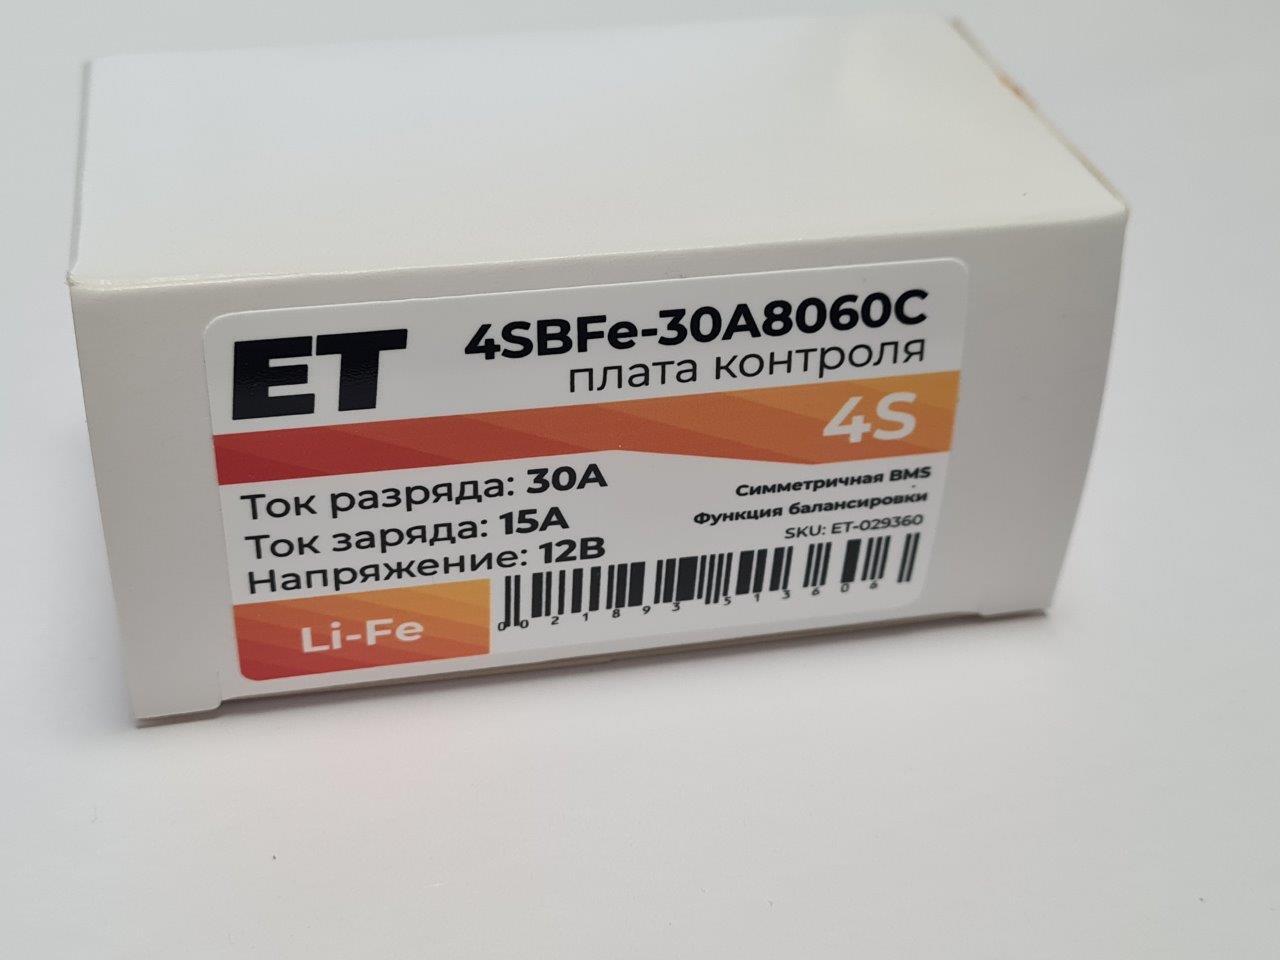 ET
4SBFe-30A8060C
плата контроля
4S
Ток разряда: 30А
Ток заряда: 15А
Напряжение: 12В
Симметричная BMS
Функция балансировки
SKU: ET-029360
Li-Fe
0021893513606